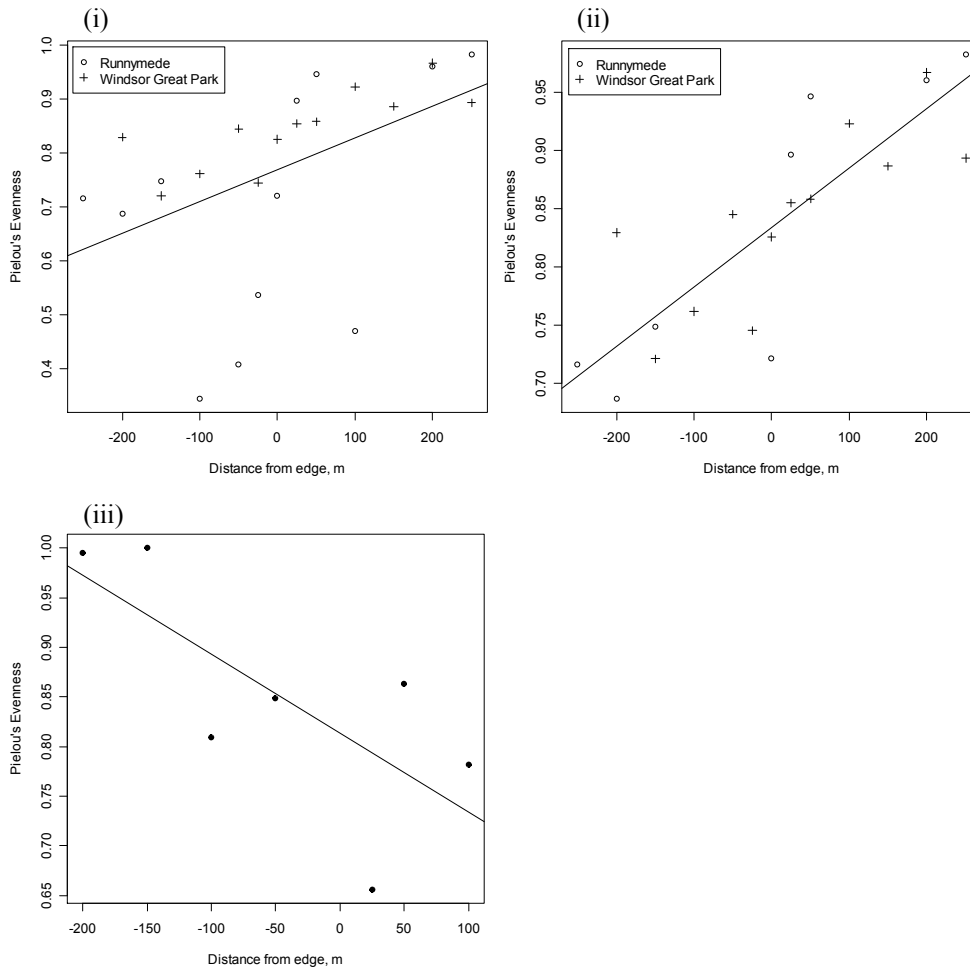 (i)
Pielou's Evenness
1.0
0.9
0.8
0.7
0.6
0.5
0.4
Runnymede
Windsor Great Park
-200 -100 0 100 200
Distance from edge, m
(ii)
Pielou's Evenness
0.95
0.90
0.85
0.80
0.75
0.70
Runnymede
Windsor Great Park
-200 -100 0 100 200
Distance from edge, m
(iii)
Pielou's Evenness
1.00
0.95
0.90
0.85
0.80
0.75
0.70
0.65
-200 -150 -100 -50 0 50 100
Distance from edge, m